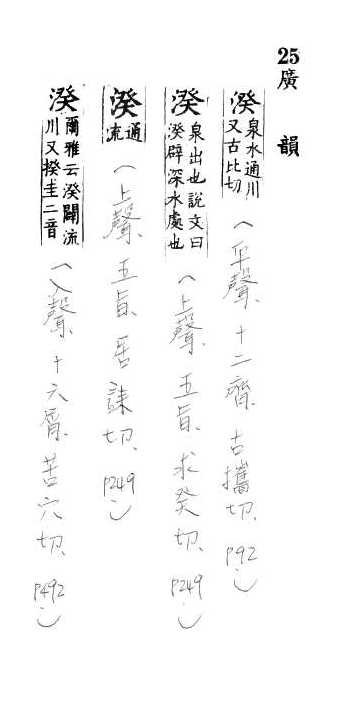 25廣韻
湀泉水通川又古比切(平聲、十二齊、古攜切、P92)
湀泉出也說文曰湀辟深水處也(上聲、五旨、求癸切、P249)
湀通流(上聲、五旨、居誄切、P249)
湀爾雅云湀闢流川又揆圭二音(入聲、十六屑、苦穴切、P492)